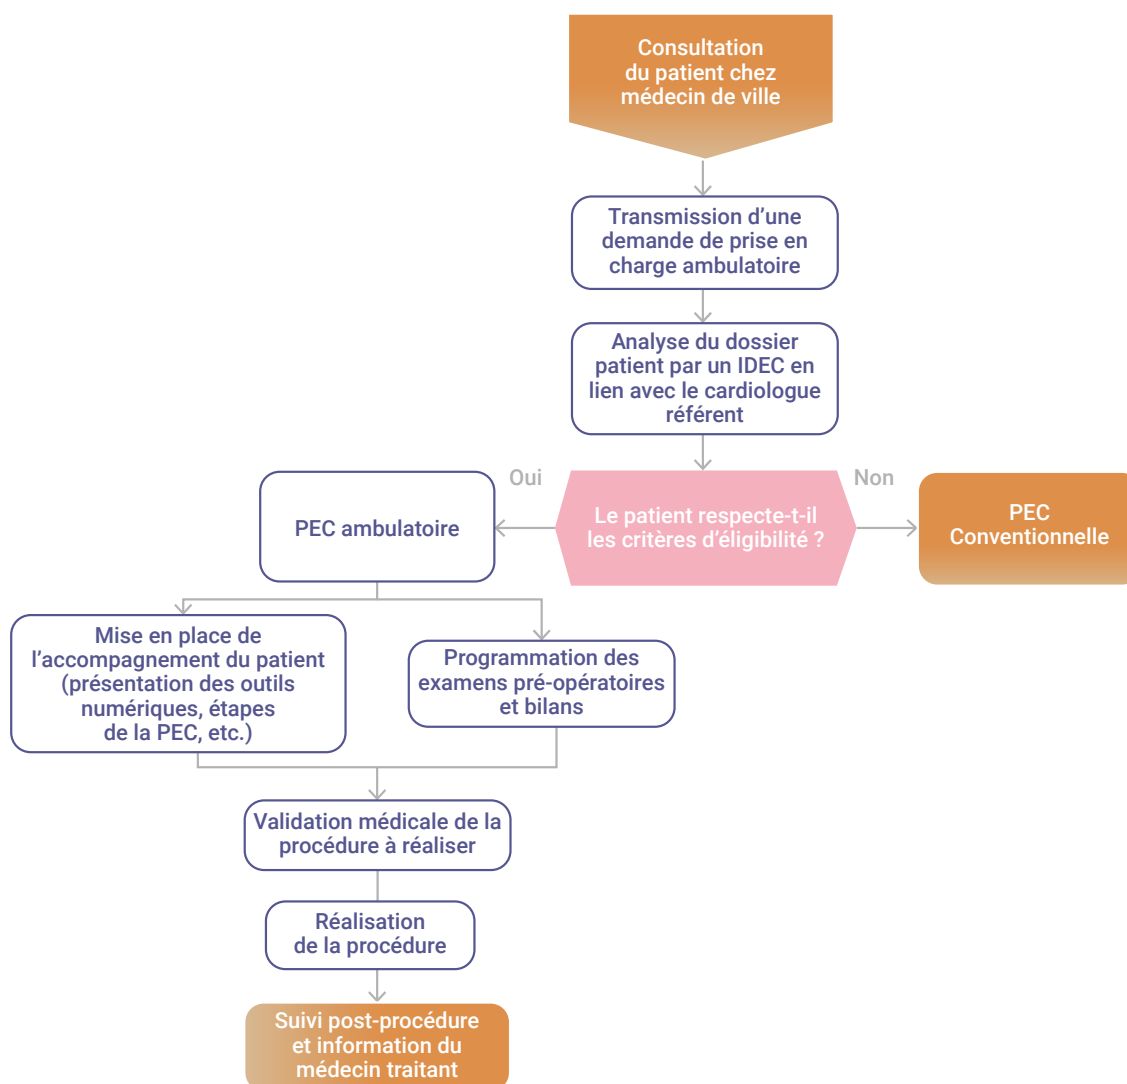 Consultation
du patient chez
médecin de ville
Transmission d’une
demande de prise en
charge ambulatoire
Analyse du dossier
patient par un IDEC en
lien avec le cardiologue
référent
Oui
Non
Le patient respecte-t-il
les critères d’éligibilité ?
PEC ambulatoire
PEC
Conventionnelle
Mise en place de
l’accompagnement du patient
(présentation des outils
numériques, étapes
de la PEC, etc.)
Programmation des
examens pré-opératoires
et bilans
Validation médicale de la
procédure à réaliser
Réalisation
de la procédure
Suivi post-procédure
et information du
médecin traitant